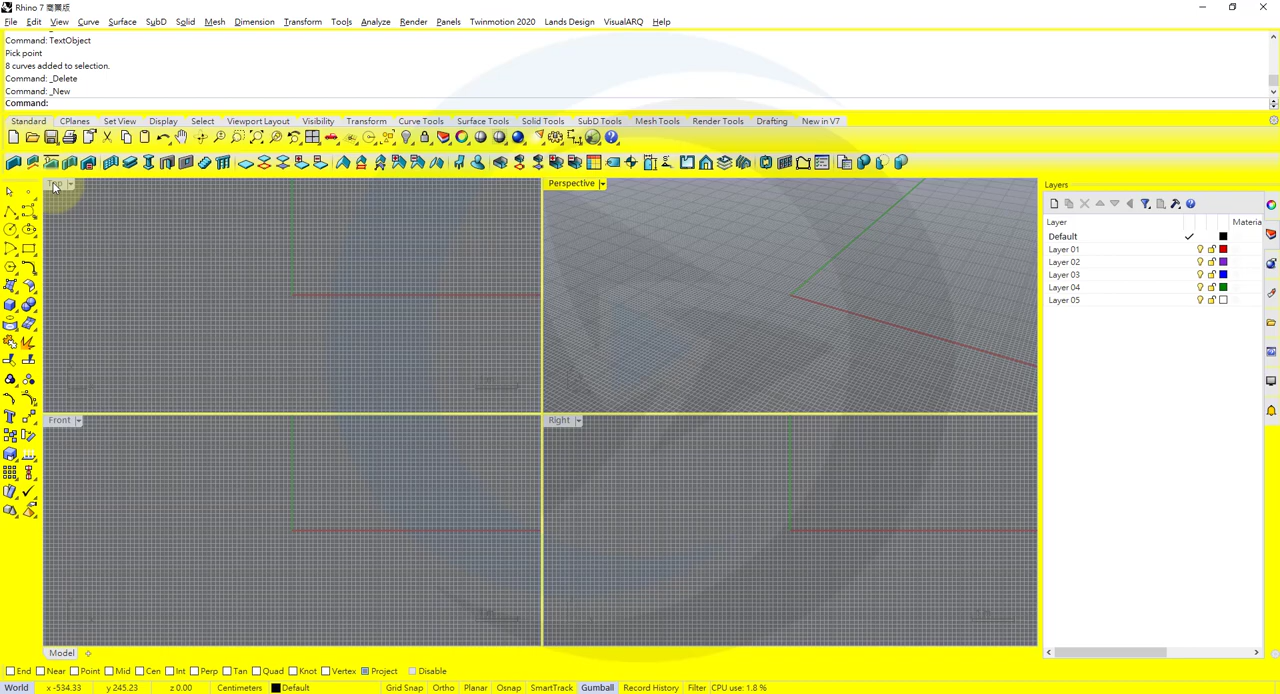 Rhino 7 商業版
File Edit View Curve Surface SubD Solid Mesh Dimension Transform Tools Analyze Render Panels Twinmotion 2020 Lands Design VisualARQ Help
Command: TextObject
Pick point
8 curves added to selection.
Command: _Delete
Command: _New
Command:
Standard CPlanes Set View Display Select Viewport Layout Visibility Transform Curve Tools Surface Tools Solid Tools SubD Tools Mesh Tools Render Tools Drafting New in V7
Top
Perspective
Layers
Layer Materia
Default
Layer 01
Layer 02
Layer 03
Layer 04
Layer 05
Front
Right
Model
End Near Point Mid Cen Int Perp Tan Quad Knot Vertex Project Disable
World x -534.33 y 245.23 z 0.00 Centimeters Default Grid Snap Ortho Planar Osnap SmartTrack Gumball Record History Filter CPU use: 1.8 %